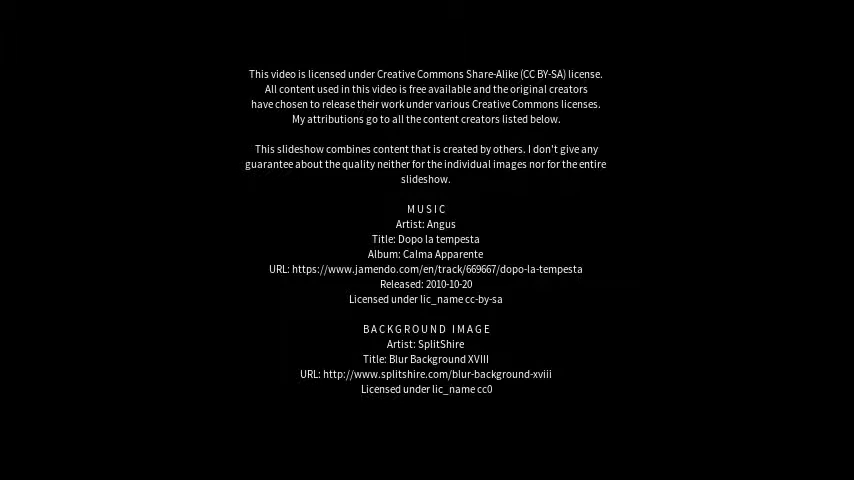 This video is licensed under Creative Commons Share-Alike (CC BY-SA) license.
All content used in this video is free available and the original creators
have chosen to release their work under various Creative Commons licenses.
My attributions go to all the content creators listed below.
This slideshow combines content that is created by others. I don't give any
guarantee about the quality neither for the individual images nor for the entire
slideshow.
MUSIC
Artist: Angus
Title: Dopo la tempesta
Album: Calma Apparente
URL: https://www.jamendo.com/en/track/669667/dopo-la-tempesta
Released: 2010-10-20
Licensed under lic_name cc-by-sa
BACKGROUND IMAGE
Artist: SplitShire
Title: Blur Background XVIII
URL: http://www.splitshire.com/blur-background-xviii
Licensed under lic_name cc0